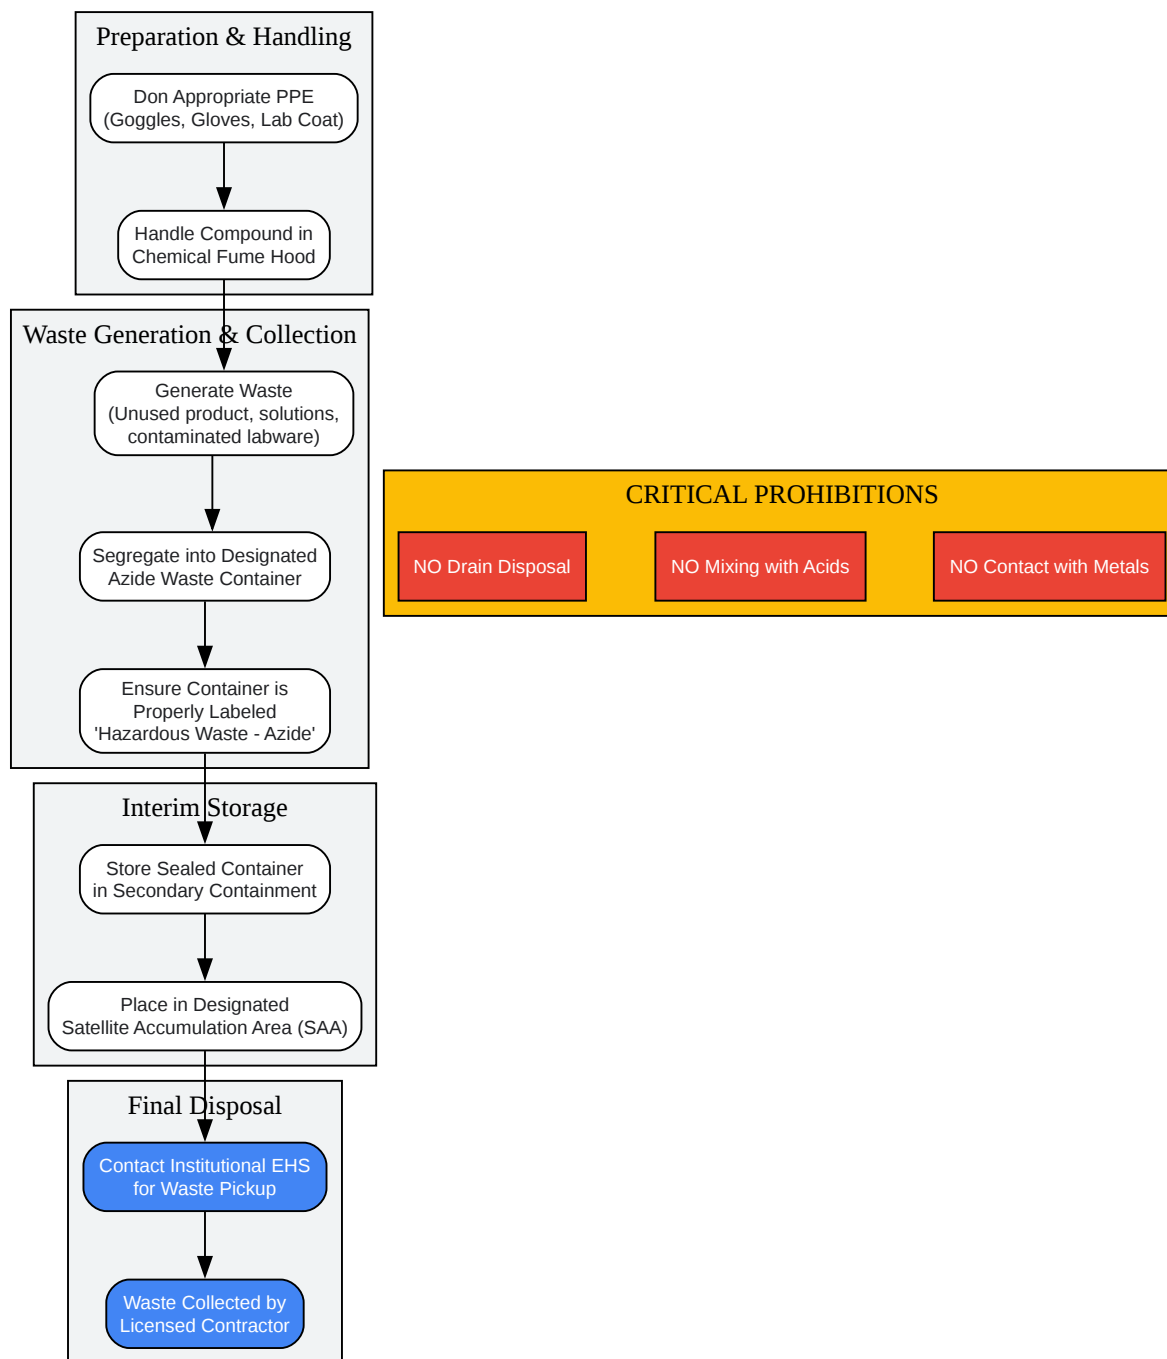 Preparation & Handling
Don Appropriate PPE
(Goggles, Gloves, Lab Coat)
Handle Compound in
Chemical Fume Hood
Waste Generation & Collection
Generate Waste
(Unused product, solutions,
contaminated labware)
Segregate into Designated
Azide Waste Container
Ensure Container is
Properly Labeled
'Hazardous Waste - Azide'
CRITICAL PROHIBITIONS
NO Drain Disposal
NO Mixing with Acids
NO Contact with Metals
Interim Storage
Store Sealed Container
in Secondary Containment
Place in Designated
Satellite Accumulation Area (SAA)
Final Disposal
Contact Institutional EHS
for Waste Pickup
Waste Collected by
Licensed Contractor